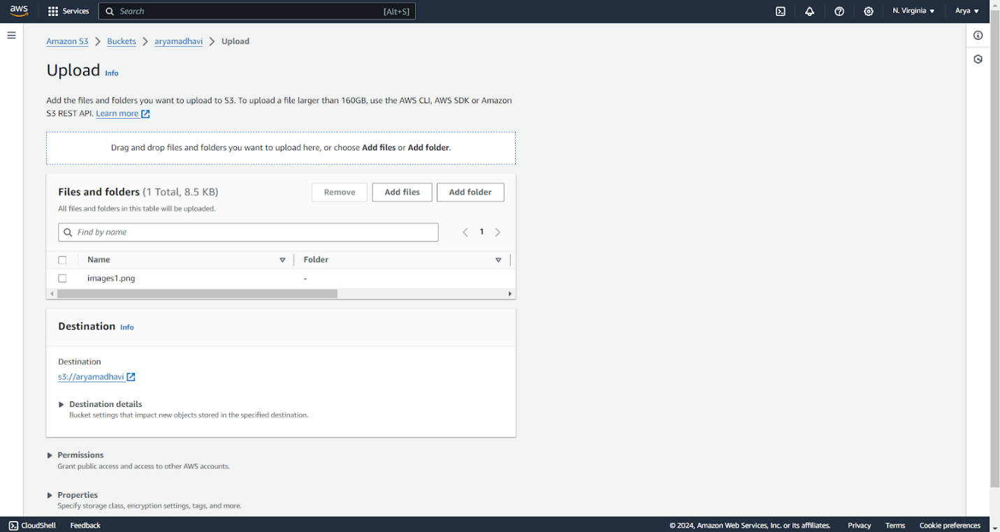 aws Services Search [Alt+S] N. Virginia Arya
Amazon S3 Buckets aryamadhavi Upload
Upload Info
Add the files and folders you want to upload to S3. To upload a file larger than 160GB, use the AWS CLI, AWS SDK or Amazon
S3 REST API. Learn more
Drag and drop files and folders you want to upload here, or choose Add files or Add folder.
Files and folders (1 Total, 8.5 KB) Remove Add files Add folder
All files and folders in this table will be uploaded.
Find by name 1
Name Folder
images1.png -
Destination Info
Destination
s3://aryamadhavi
Destination details
Bucket settings that impact new objects stored in the specified destination.
Permissions
Grant public access and access to other AWS accounts.
Properties
Specify storage class, encryption settings, tags, and more.
CloudShell Feedback © 2024, Amazon Web Services, Inc. or its affiliates. Privacy Terms Cookie preferences